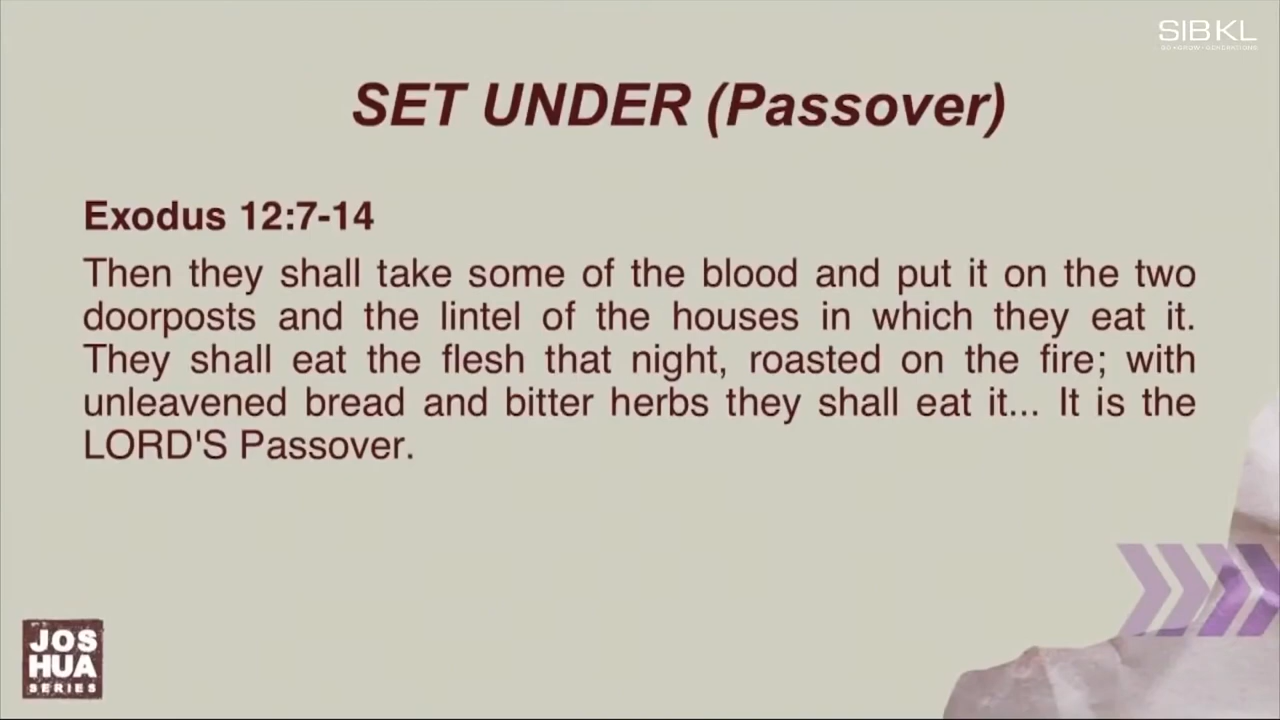 SIBKL
SET UNDER (Passover)
Exodus 12:7-14
Then they shall take some of the blood and put it on the two
doorposts and the lintel of the houses in which they eat it.
They shall eat the flesh that night, roasted on the fire; with
unleavened bread and bitter herbs they shall eat it... It is the
LORD'S Passover.
JOS
HUA
SERIES